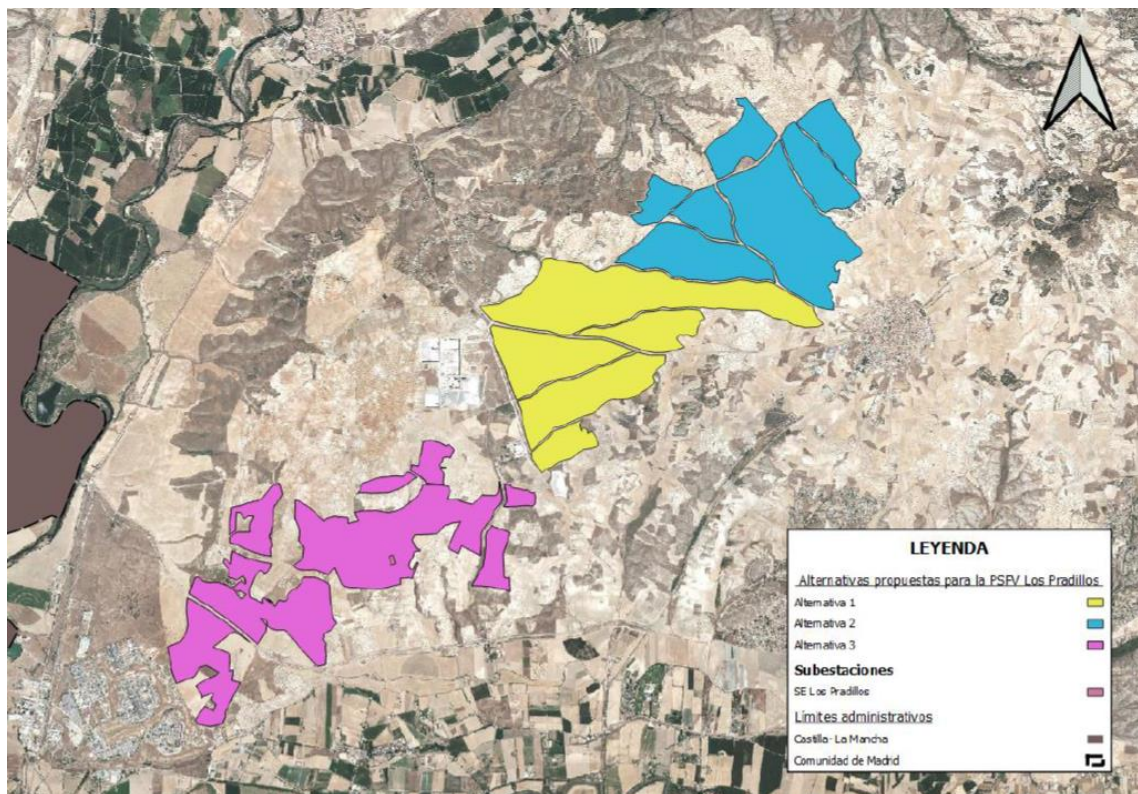 LEYENDA
Alternativas propuestas para la PSFV Los Pradillos
Alternativa 1
Alternativa 2
Alternativa 3
Subestaciones
SE Los Pradillos
Límites administrativos
Castilla- La Mancha
Comunidad de Madrid